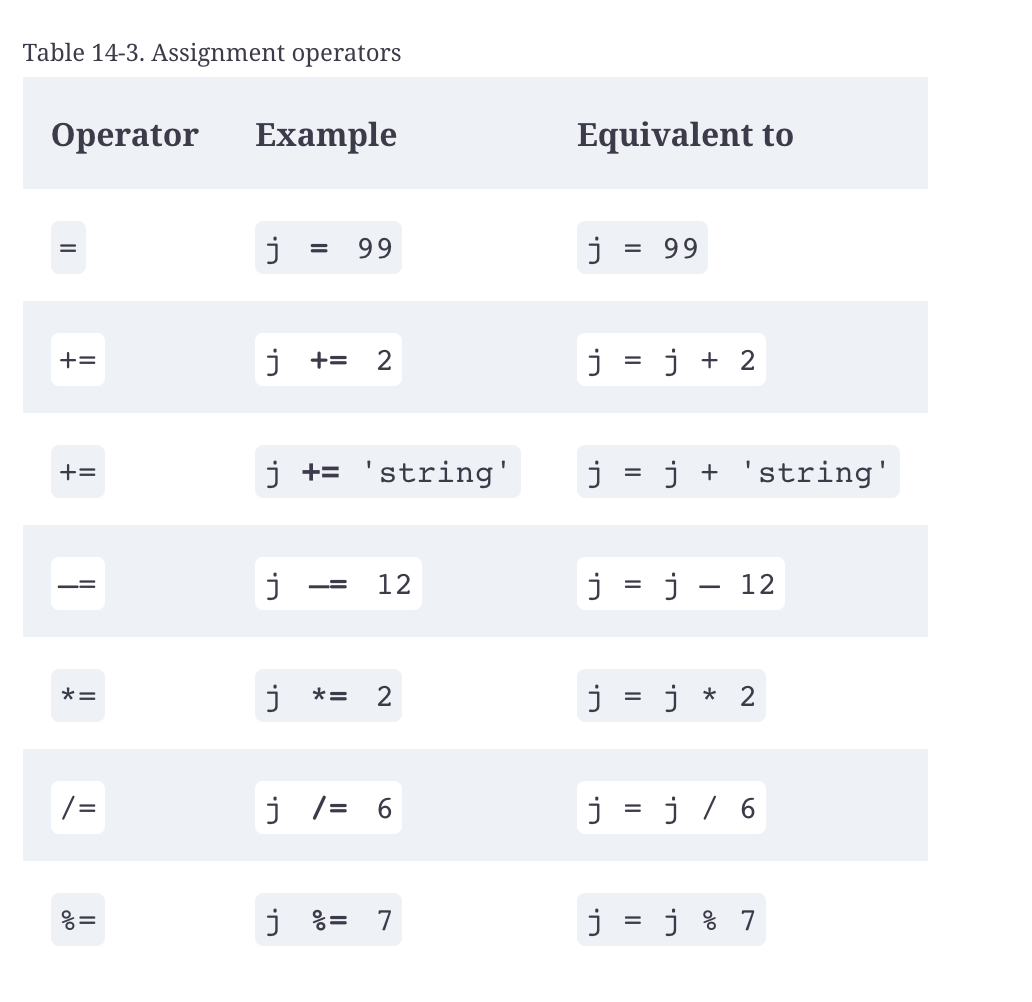 Table 14-3. Assignment operators
Operator Example Equivalent to
= j = 99 j = 99
+= j += 2 j = j + 2
+= j += 'string' j = j + 'string'
–= j –= 12 j = j – 12
*= j *= 2 j = j * 2
/= j /= 6 j = j / 6
%= j %= 7 j = j % 7